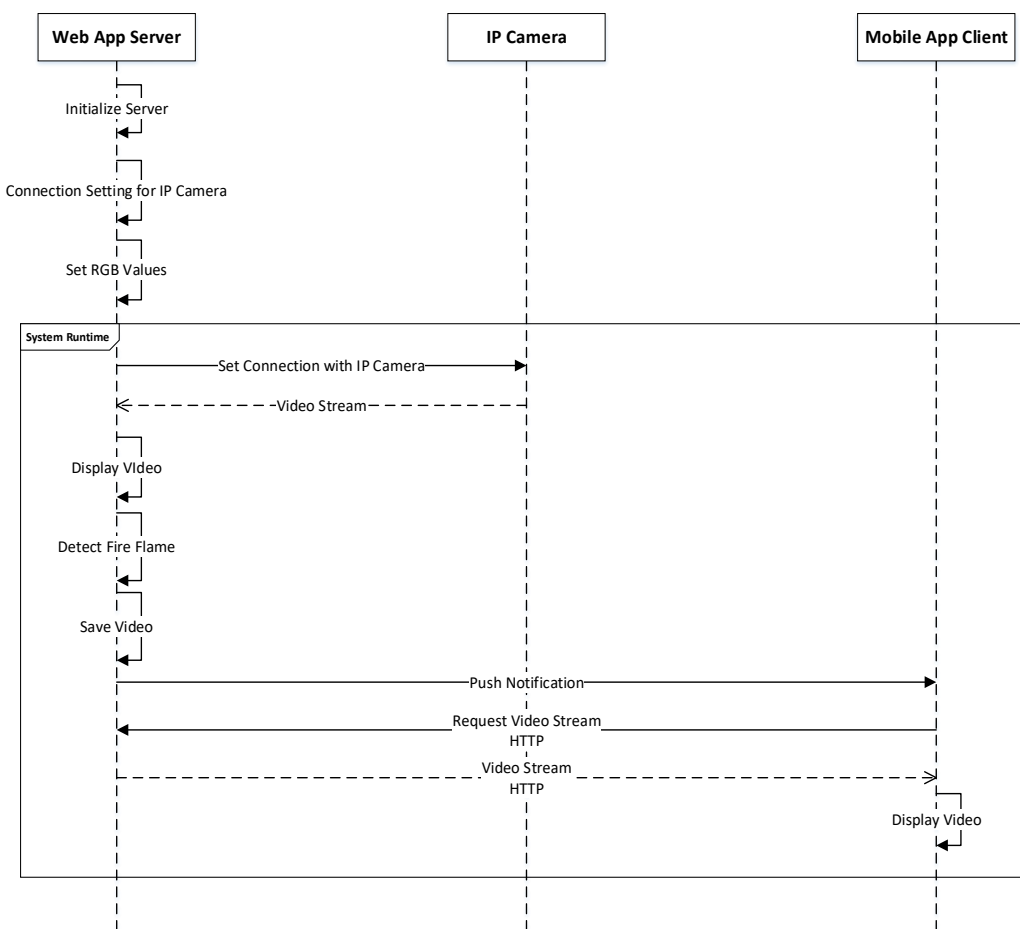 Web App Server
IP Camera
Mobile App Client
Initialize Server
Connection Setting for IP Camera
Set RGB Values
System Runtime
Set Connection with IP Camera
Video Stream
Display VIdeo
Detect Fire Flame
Save Video
Push Notification
Request Video Stream
HTTP
Video Stream
HTTP
Display Video